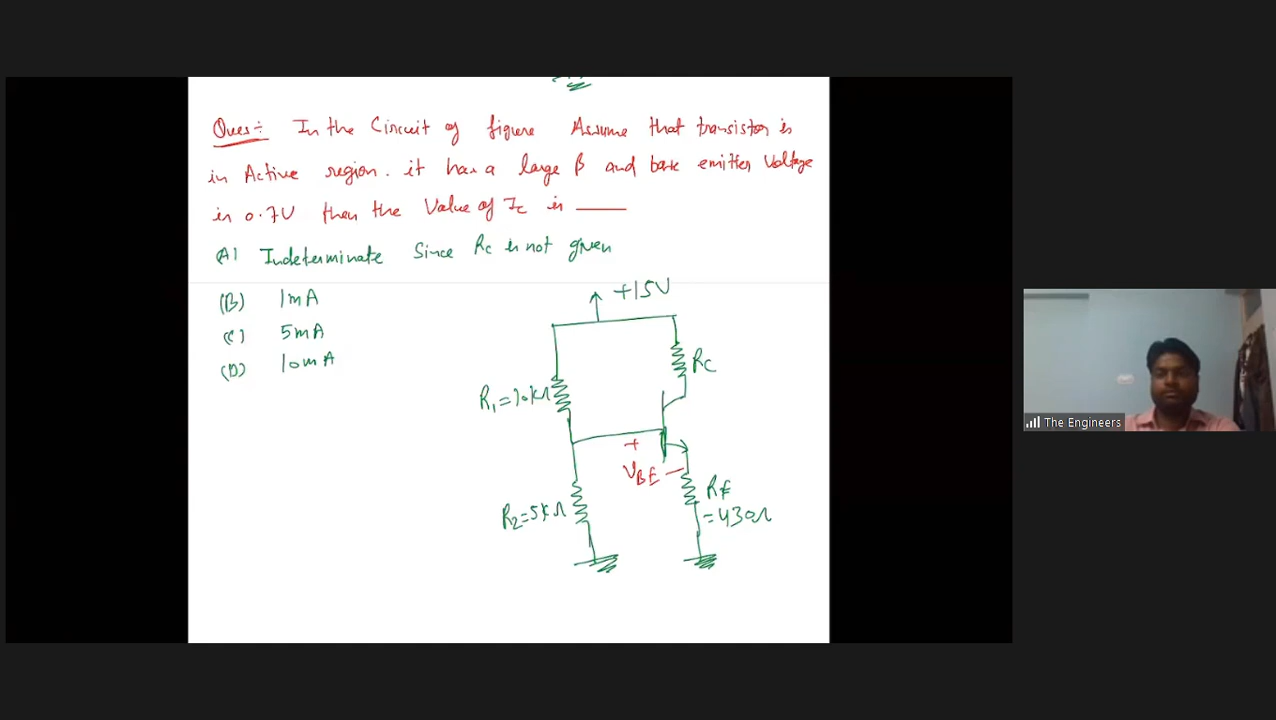 Ques:- In the Circuit of figure Assume that transistor is
in Active region. it has a large β and base emitter Voltage
is 0.7V then the Value of Ic is ____
(A) Indeterminate Since Rc is not given
(B) 1mA
(C) 5mA
(D) 10mA
+15V
RC
R1=10kΩ
+
VBE -
R2=5kΩ
RE
=430Ω
The Engineers